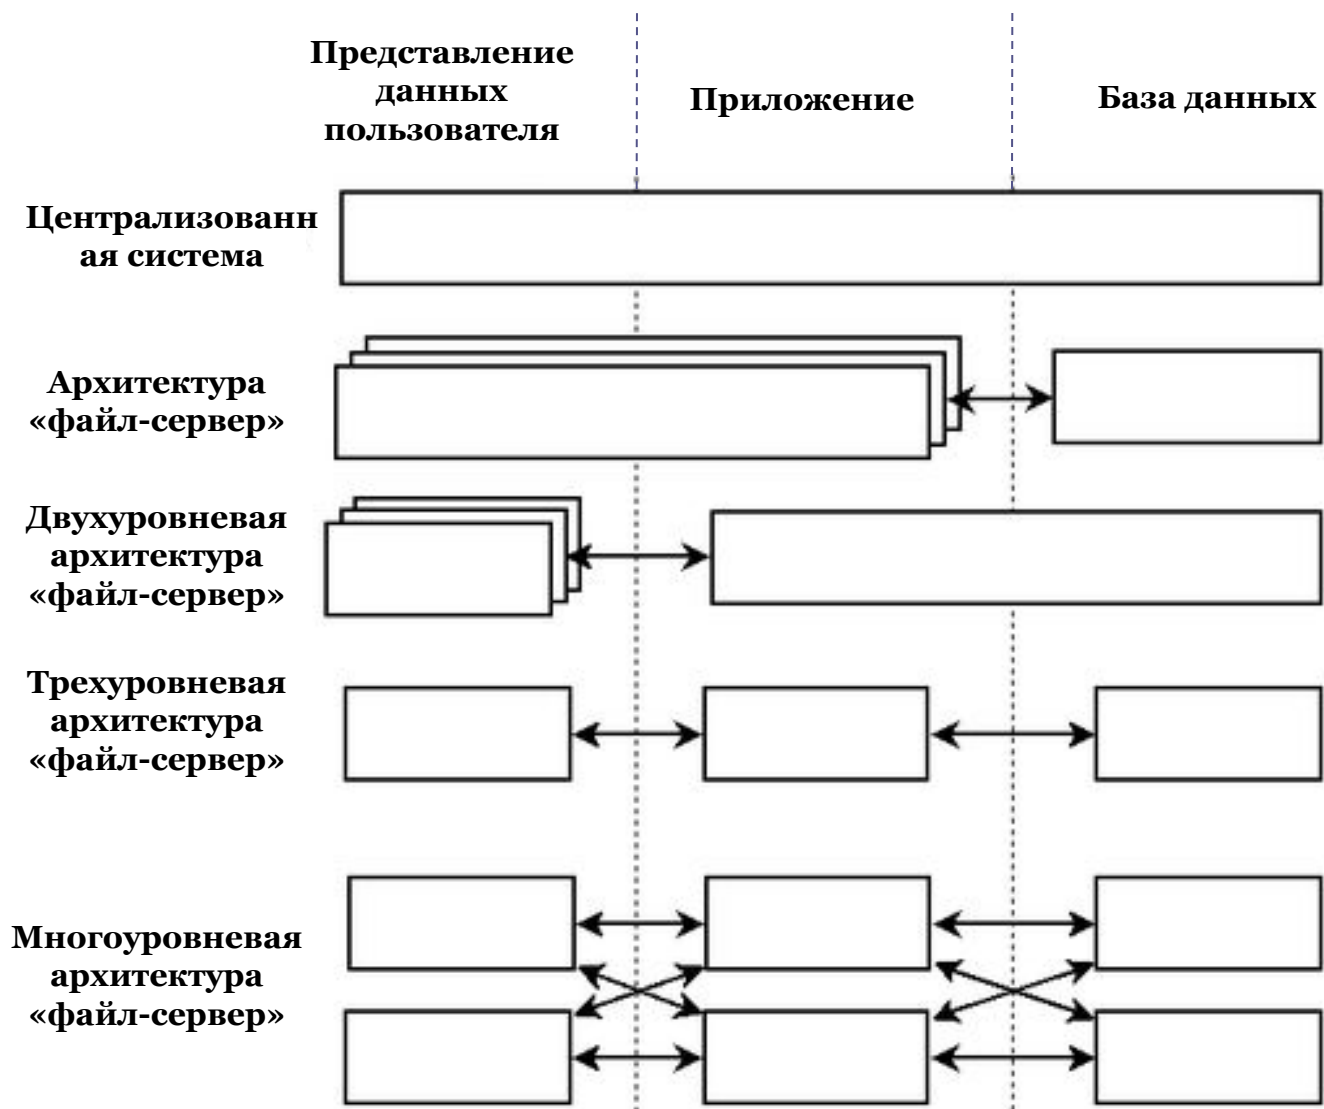 Представление
данных
пользователя
Приложение
База данных
Централизованн
ая система
Архитектура
«файл-сервер»
Двухуровневая
архитектура
«файл-сервер»
Трехуровневая
архитектура
«файл-сервер»
Многоуровневая
архитектура
«файл-сервер»